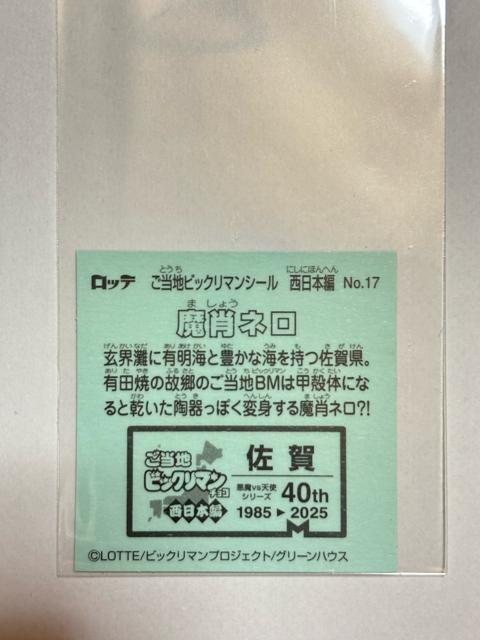 ロッテ ご当地ビックリマンシール 西日本編 No.17
魔肖ネロ
玄界灘に有明海と豊かな海を持つ佐賀県。
有田焼の故郷のご当地BMは甲殻体にな
ると乾いた陶器っぽく変身する魔肖ネロ?!
ご当地
ビックリマンチョコ
西日本編
佐賀
悪魔vs天使
シリーズ
40th
1985▶2025
©LOTTE/ビックリマンプロジェクト/グリーンハウス